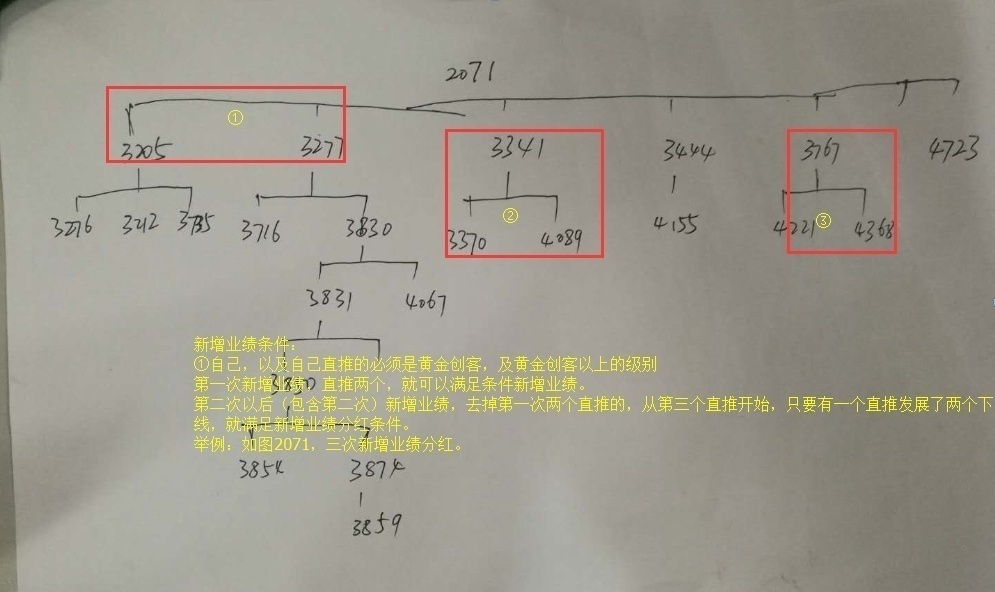 2071
①
3205 3277 3341 3444 3767 4723
3276 3212 3735 3716 3830 3370 ② 4089 4155 4221 ③ 4368
3831 4067
新增业绩条件：
①自己，以及自己直推的必须是黄金创客，及黄金创客以上的级别
第一次新增业绩，直推两个，就可以满足条件新增业绩。
第二次以后（包含第二次）新增业绩，去掉第一次两个直推的，从第三个直推开始，只要有一个直推发展了两个下
线，就满足新增业绩分红条件。
举例：如图2071，三次新增业绩分红。
3854 3874
3859